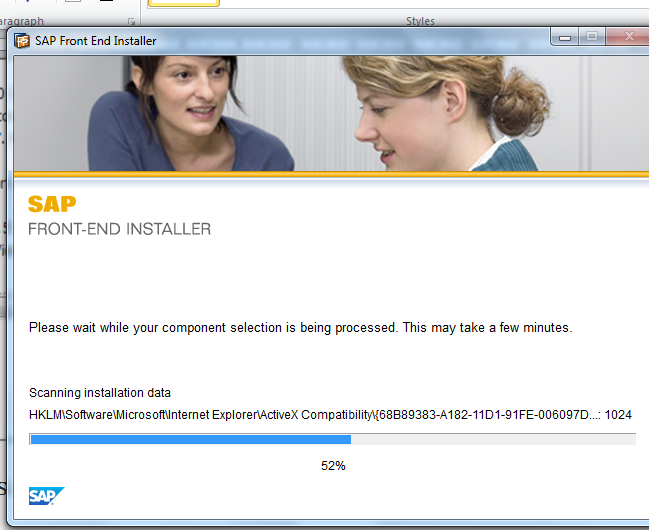 aragraph
Styles
SAP Front End Installer
SAP
FRONT-END INSTALLER
Please wait while your component selection is being processed. This may take a few minutes.
Scanning installation data
HKLM\Software\Microsoft\Internet Explorer\ActiveX Compatibility\{68B89383-A182-11D1-91FE-006097D...: 1024
52%
SAP